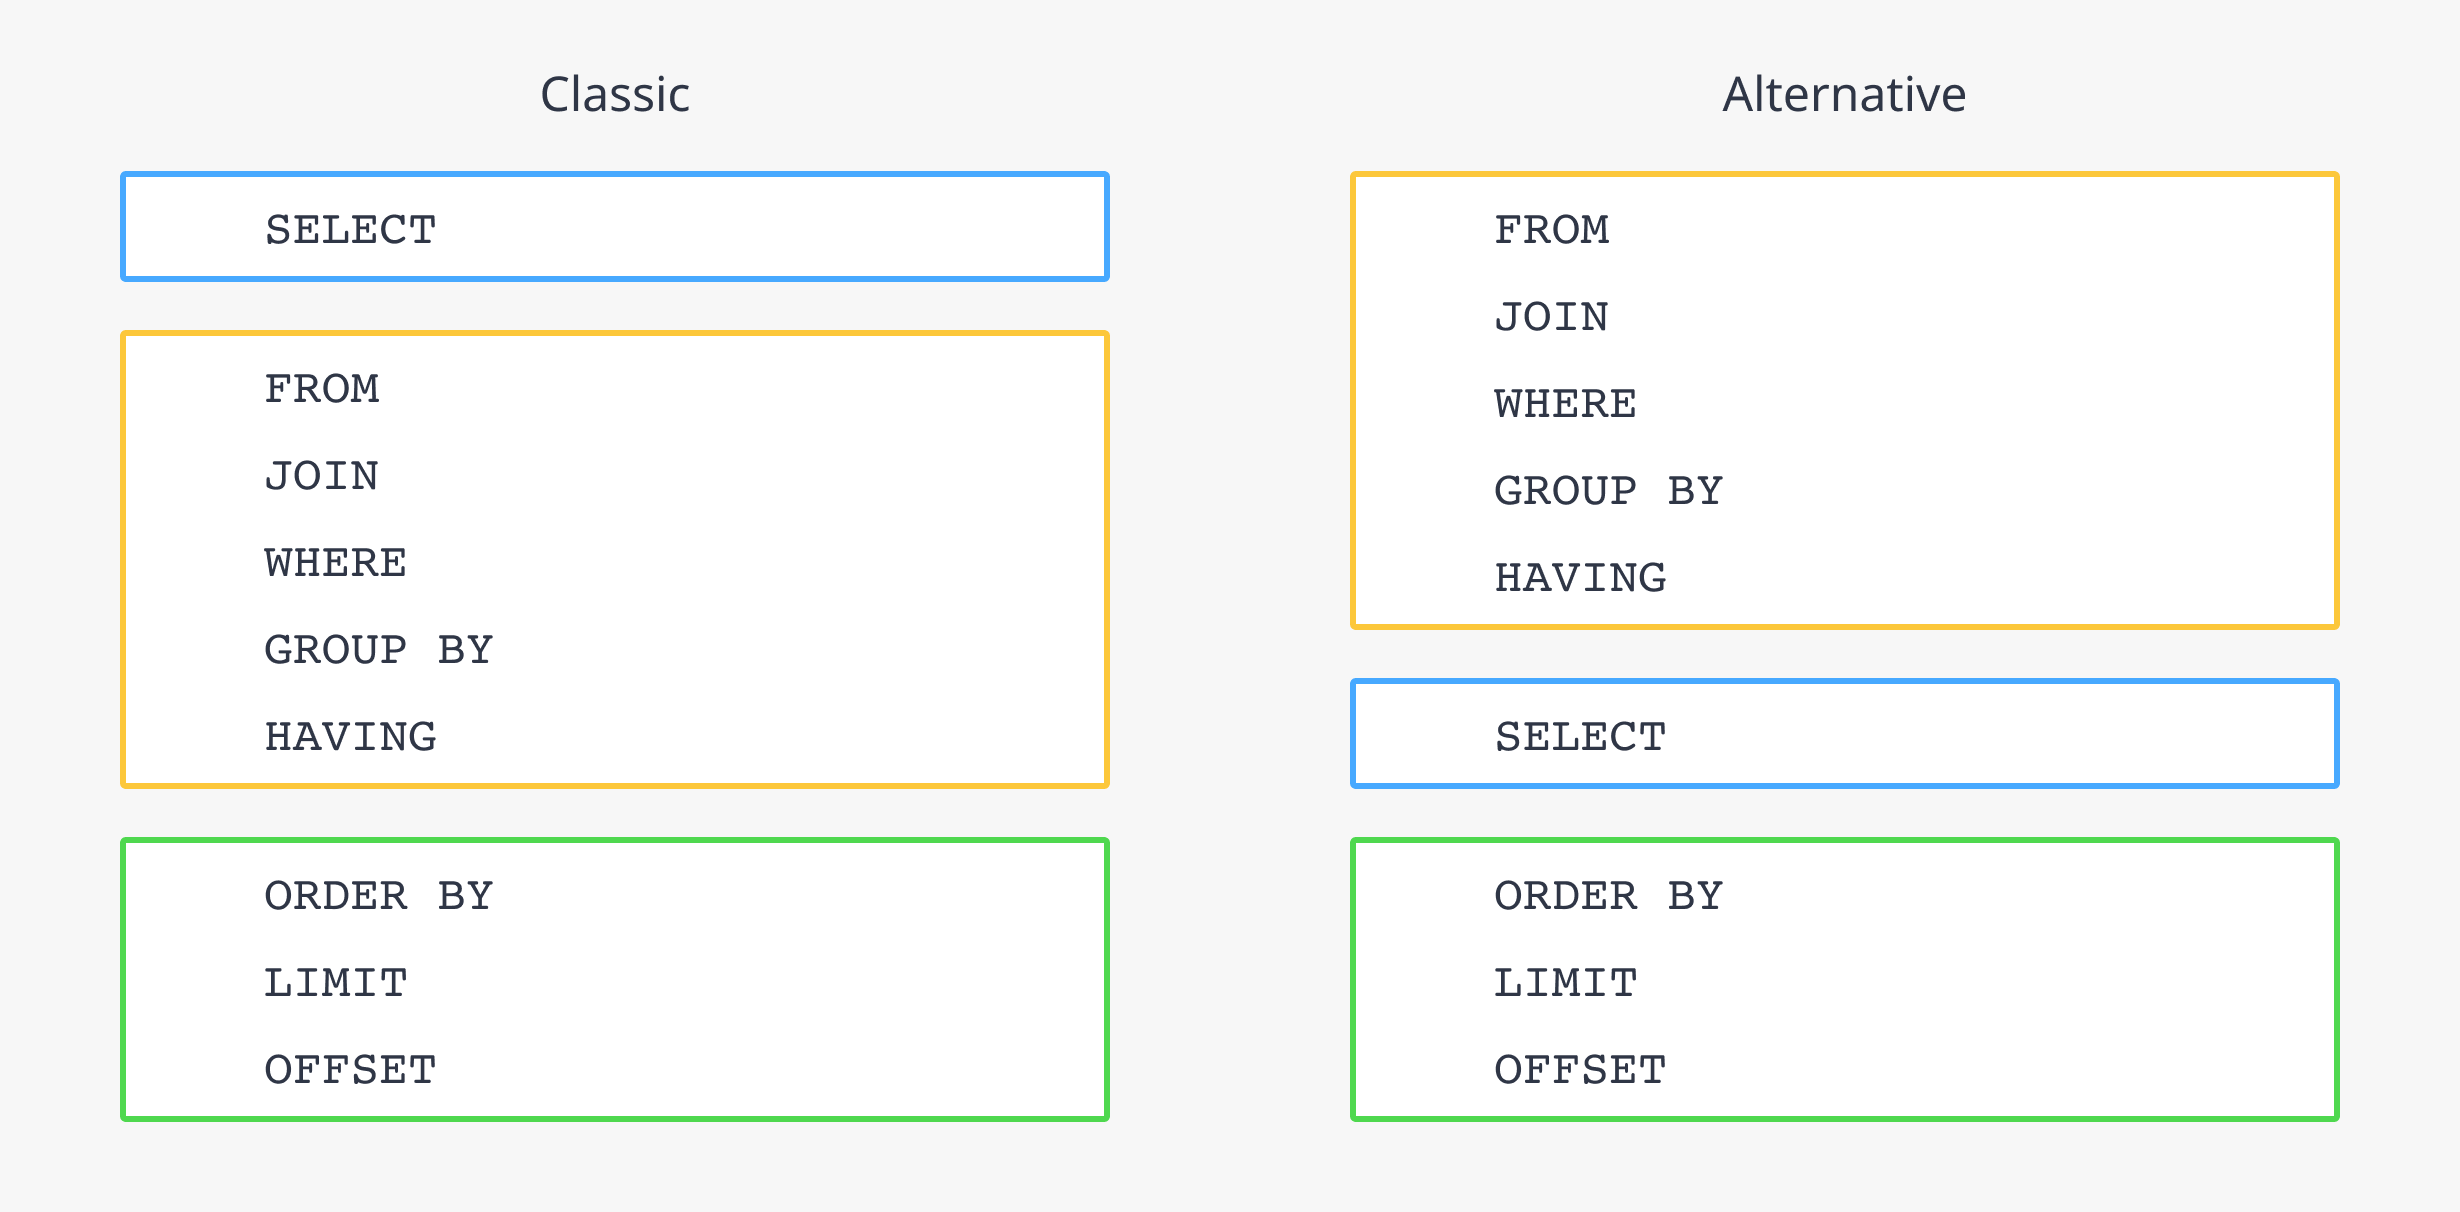 Classic
SELECT
FROM
JOIN
WHERE
GROUP BY
HAVING
ORDER BY
LIMIT
OFFSET
Alternative
FROM
JOIN
WHERE
GROUP BY
HAVING
SELECT
ORDER BY
LIMIT
OFFSET